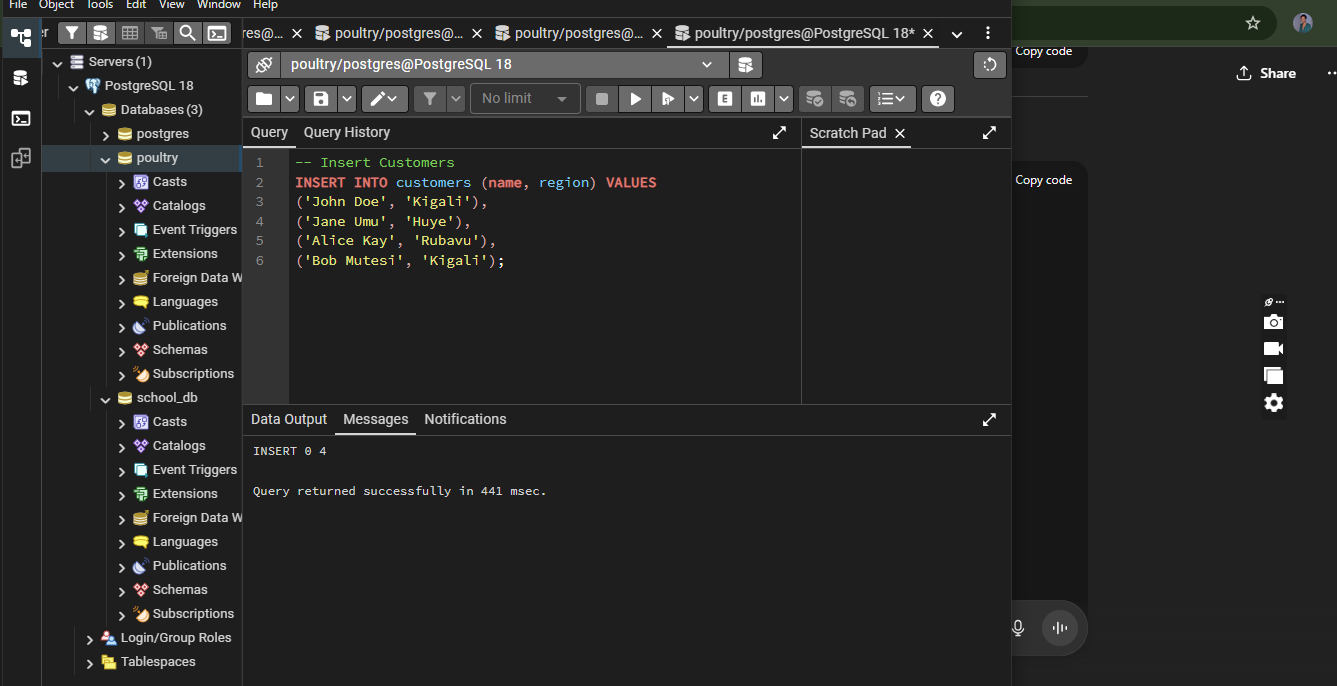 File Object Tools Edit View Window Help
res@... poultry/postgres@... poultry/postgres@... poultry/postgres@PostgreSQL 18*
Servers (1)
PostgreSQL 18
Databases (3)
postgres
poultry
Casts
Catalogs
Event Triggers
Extensions
Foreign Data W
Languages
Publications
Schemas
Subscriptions
school_db
Casts
Catalogs
Event Triggers
Extensions
Foreign Data W
Languages
Publications
Schemas
Subscriptions
Login/Group Roles
Tablespaces
poultry/postgres@PostgreSQL 18
No limit
E
Query Query History
Scratch Pad
1 -- Insert Customers
2 INSERT INTO customers (name, region) VALUES
3 ('John Doe', 'Kigali'),
4 ('Jane Umu', 'Huye'),
5 ('Alice Kay', 'Rubavu'),
6 ('Bob Mutesi', 'Kigali');
Data Output Messages Notifications
INSERT 0 4
Query returned successfully in 441 msec.
Copy code
Share
Copy code